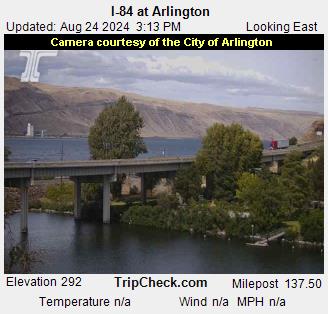 I-84 at Arlington
Updated: Aug 24 2024 3:13 PM Looking East
Camera courtesy of the City of Arlington
Elevation 292 TripCheck.com Milepost 137.50
Temperature n/a Wind n/a MPH n/a